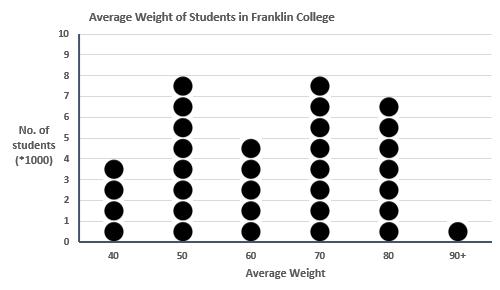 Average Weight of Students in Franklin College
10
9
8
7
6
5
4
3
2
1
0
No. of
students
(*1000)
40 50 60 70 80 90+
Average Weight